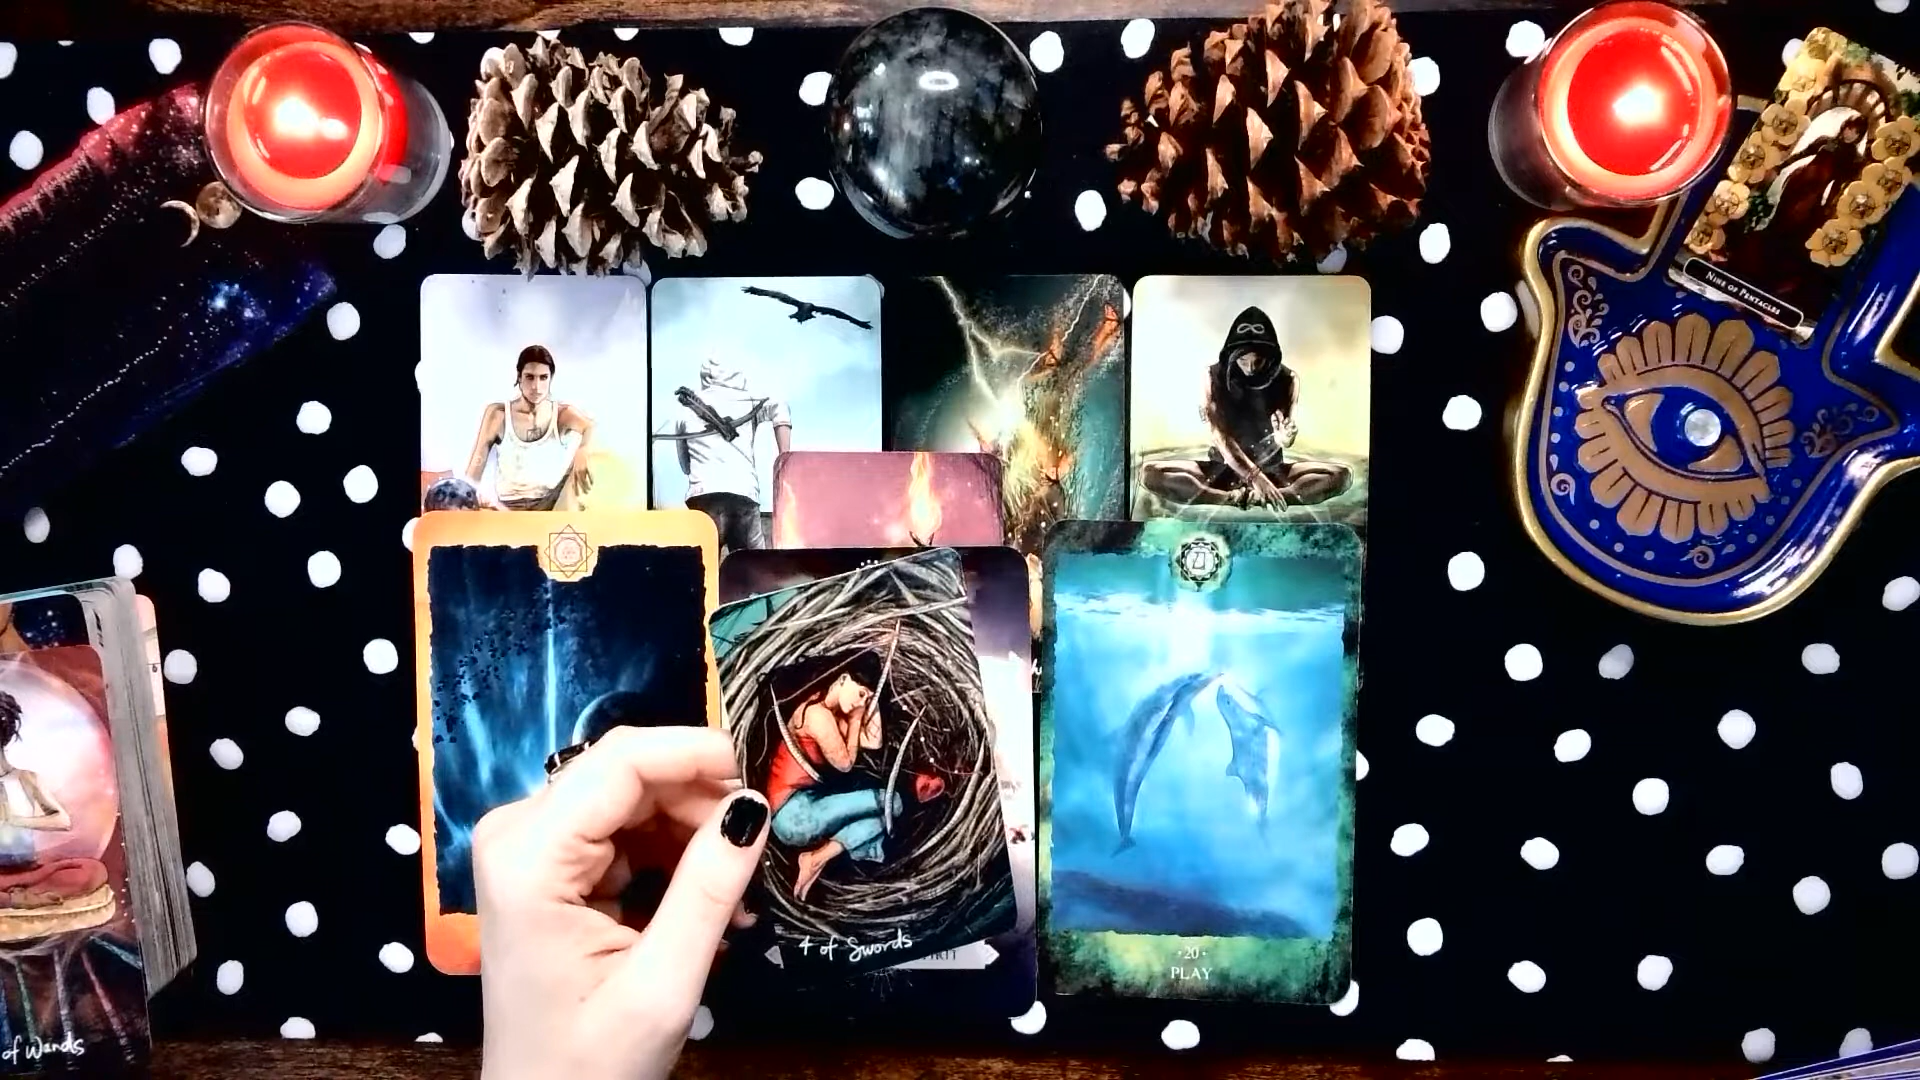 NINE OF PENTACLES
4 of Swords
·20·
PLAY
of Wands